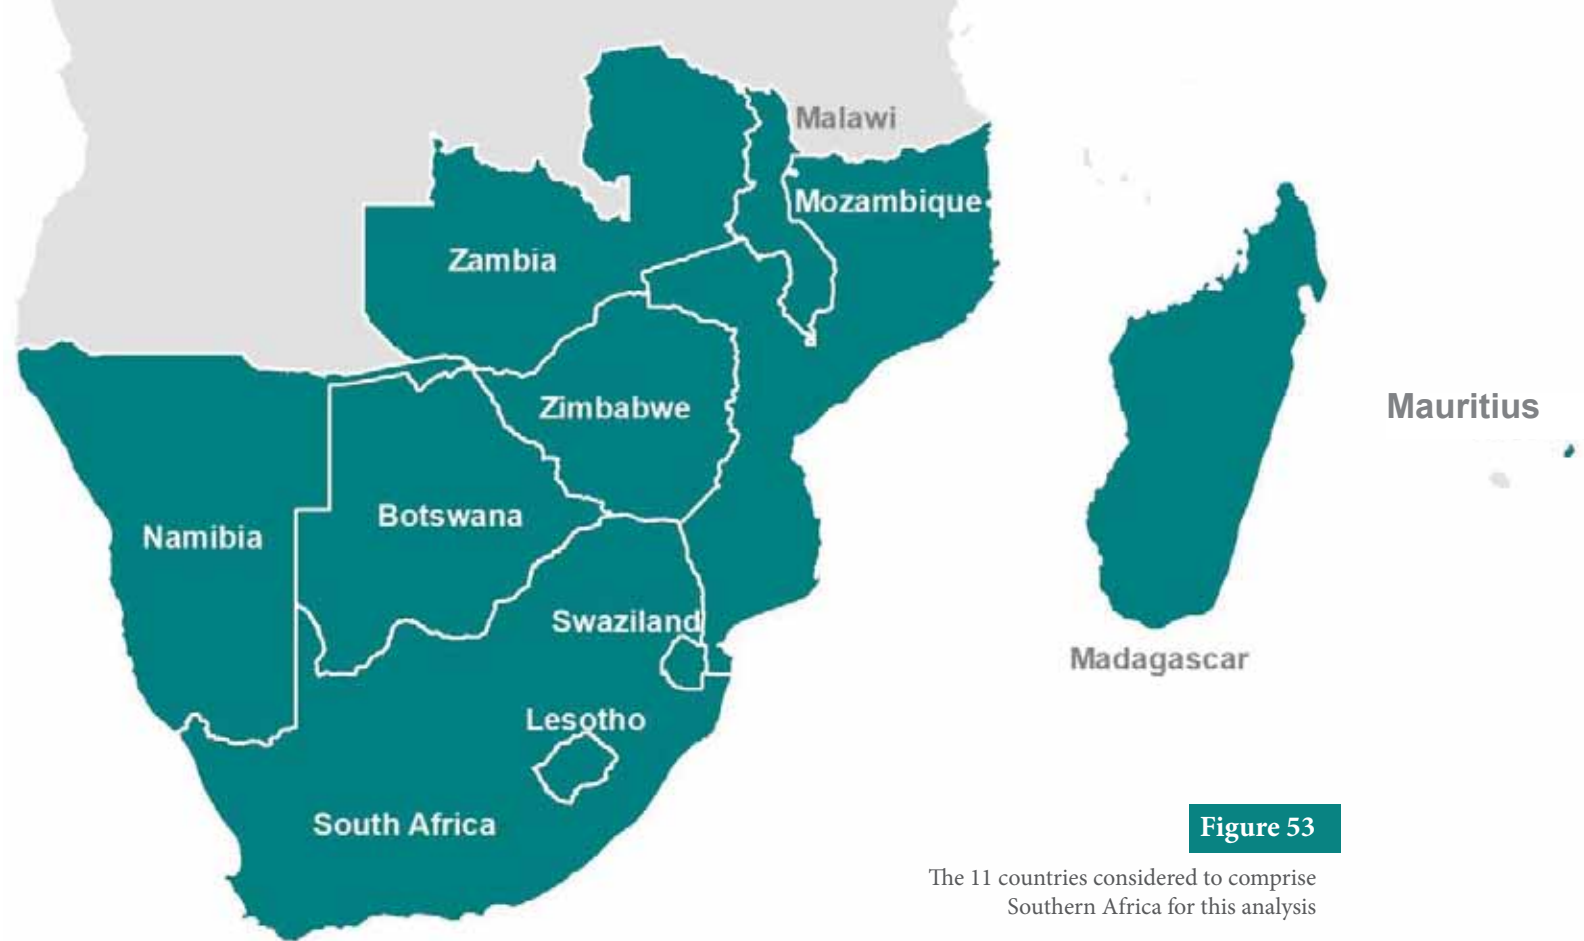 Malawi
Mozambique
Zambia
Zimbabwe
Mauritius
Botswana
Namibia
Swaziland
Madagascar
Lesotho
South Africa
Figure 53
The 11 countries considered to comprise
Southern Africa for this analysis